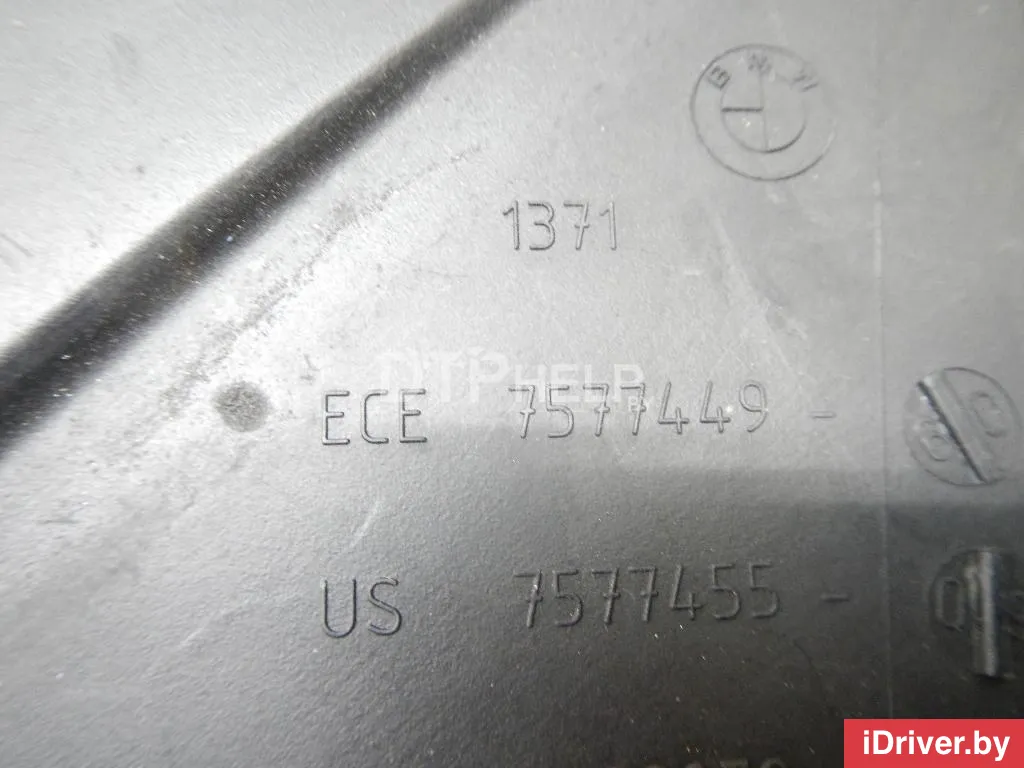 BMW
1371
DTPHELP
ECE 7577449 -
US 7577455 -
iDriver.by